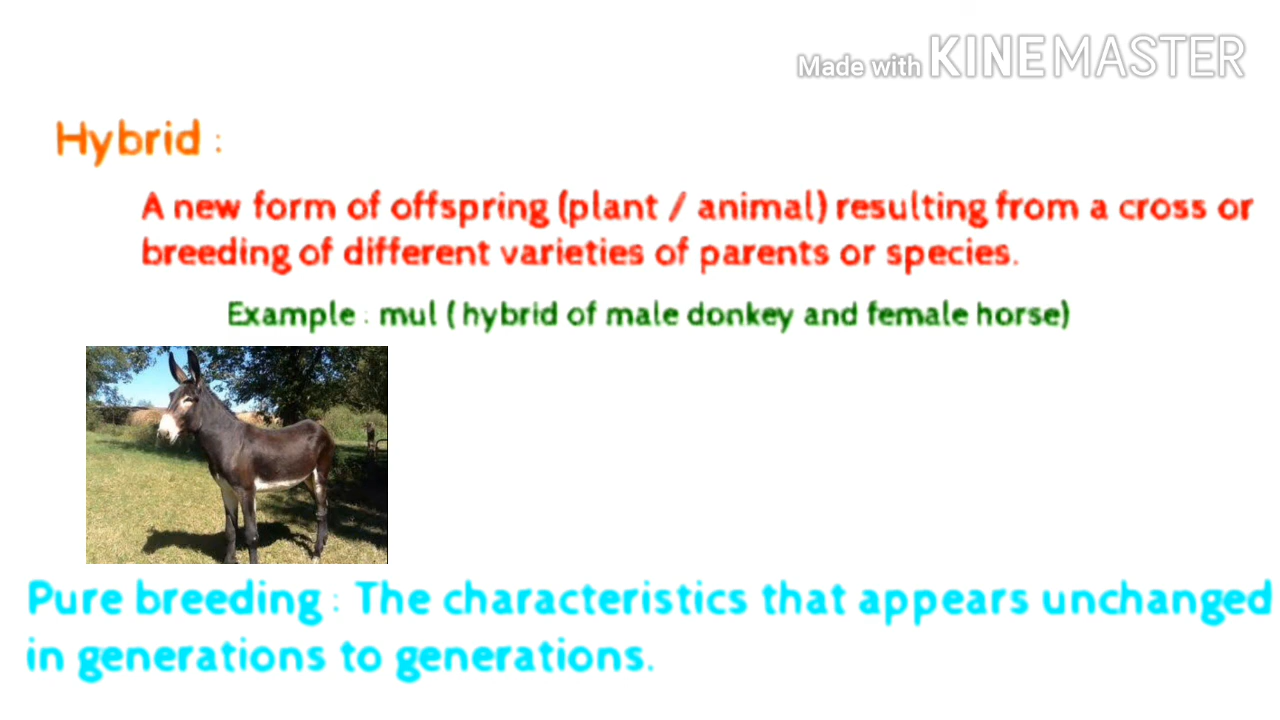 Made with KINEMASTER
Hybrid :
A new form of offspring (plant / animal) resulting from a cross or
breeding of different varieties of parents or species.
Example : mul ( hybrid of male donkey and female horse)
Pure breeding : The characteristics that appears unchanged
in generations to generations.